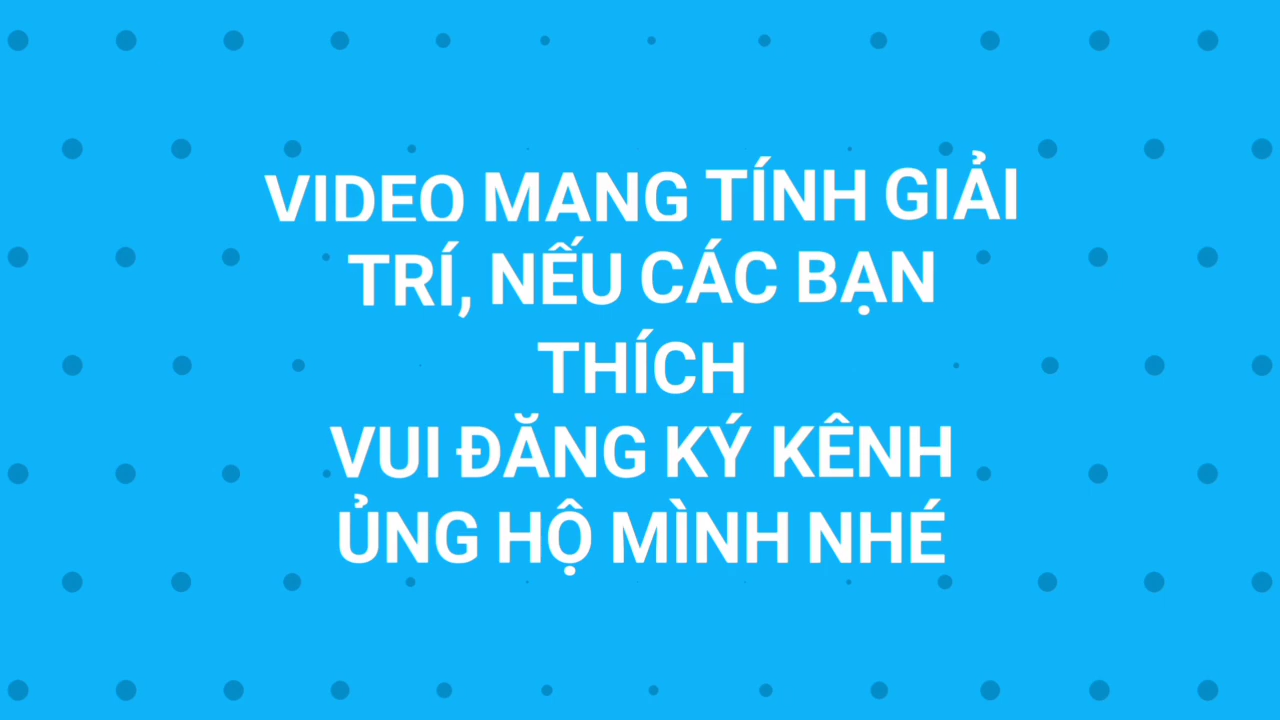 VIDEO MANG TÍNH GIẢI
TRÍ, NẾU CÁC BẠN
THÍCH
VUI ĐĂNG KÝ KÊNH
ỦNG HỘ MÌNH NHÉ